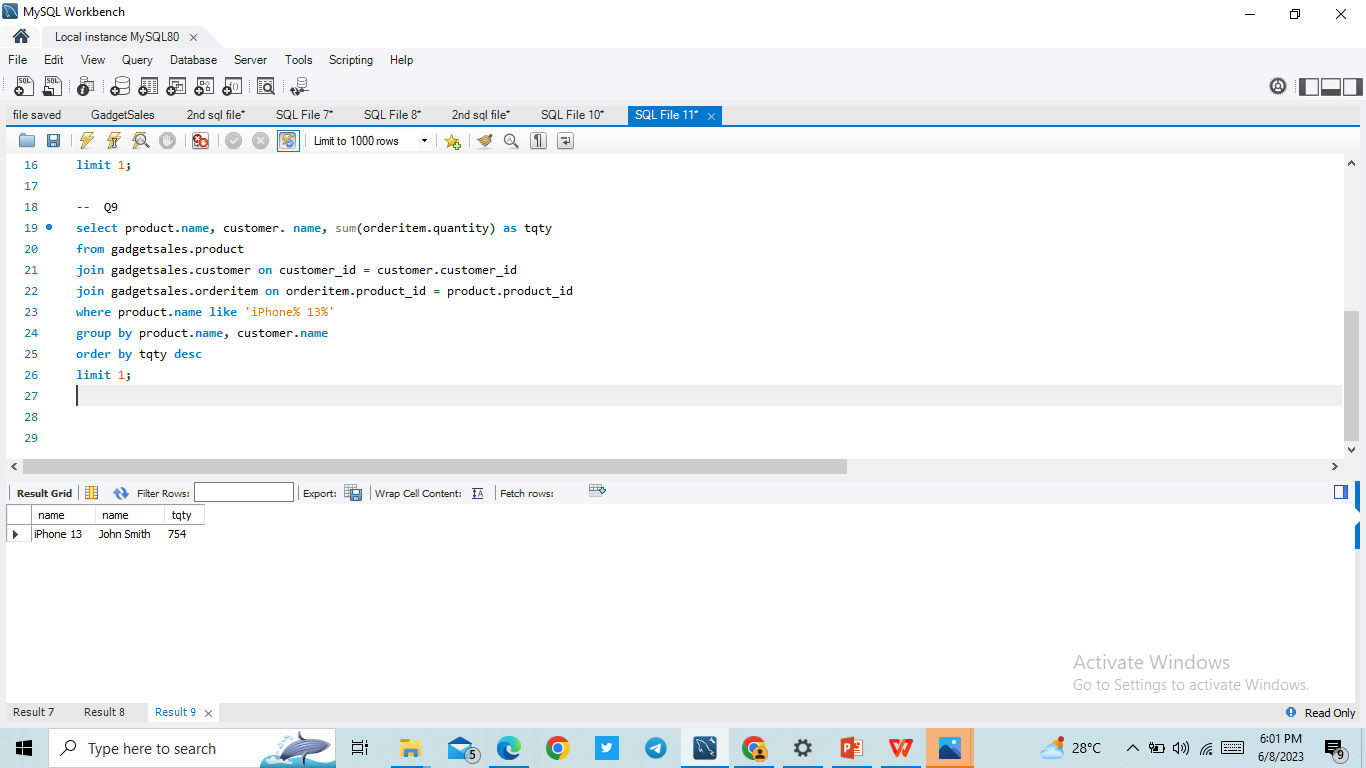 MySQL Workbench
Local instance MySQL80
File Edit View Query Database Server Tools Scripting Help
file saved GadgetSales 2nd sql file* SQL File 7* SQL File 8* 2nd sql file* SQL File 10* SQL File 11*
Limit to 1000 rows
16 limit 1;
17
18 -- Q9
19 select product.name, customer. name, sum(orderitem.quantity) as tqty
20 from gadgetsales.product
21 join gadgetsales.customer on customer_id = customer.customer_id
22 join gadgetsales.orderitem on orderitem.product_id = product.product_id
23 where product.name like 'iPhone% 13%'
24 group by product.name, customer.name
25 order by tqty desc
26 limit 1;
27
28
29
Result Grid Filter Rows: Export: Wrap Cell Content: Fetch rows:
name name tqty
iPhone 13 John Smith 754
Activate Windows
Go to Settings to activate Windows.
Result 7 Result 8 Result 9 Read Only
Type here to search 5 28°C 6:01 PM
6/8/2023 9